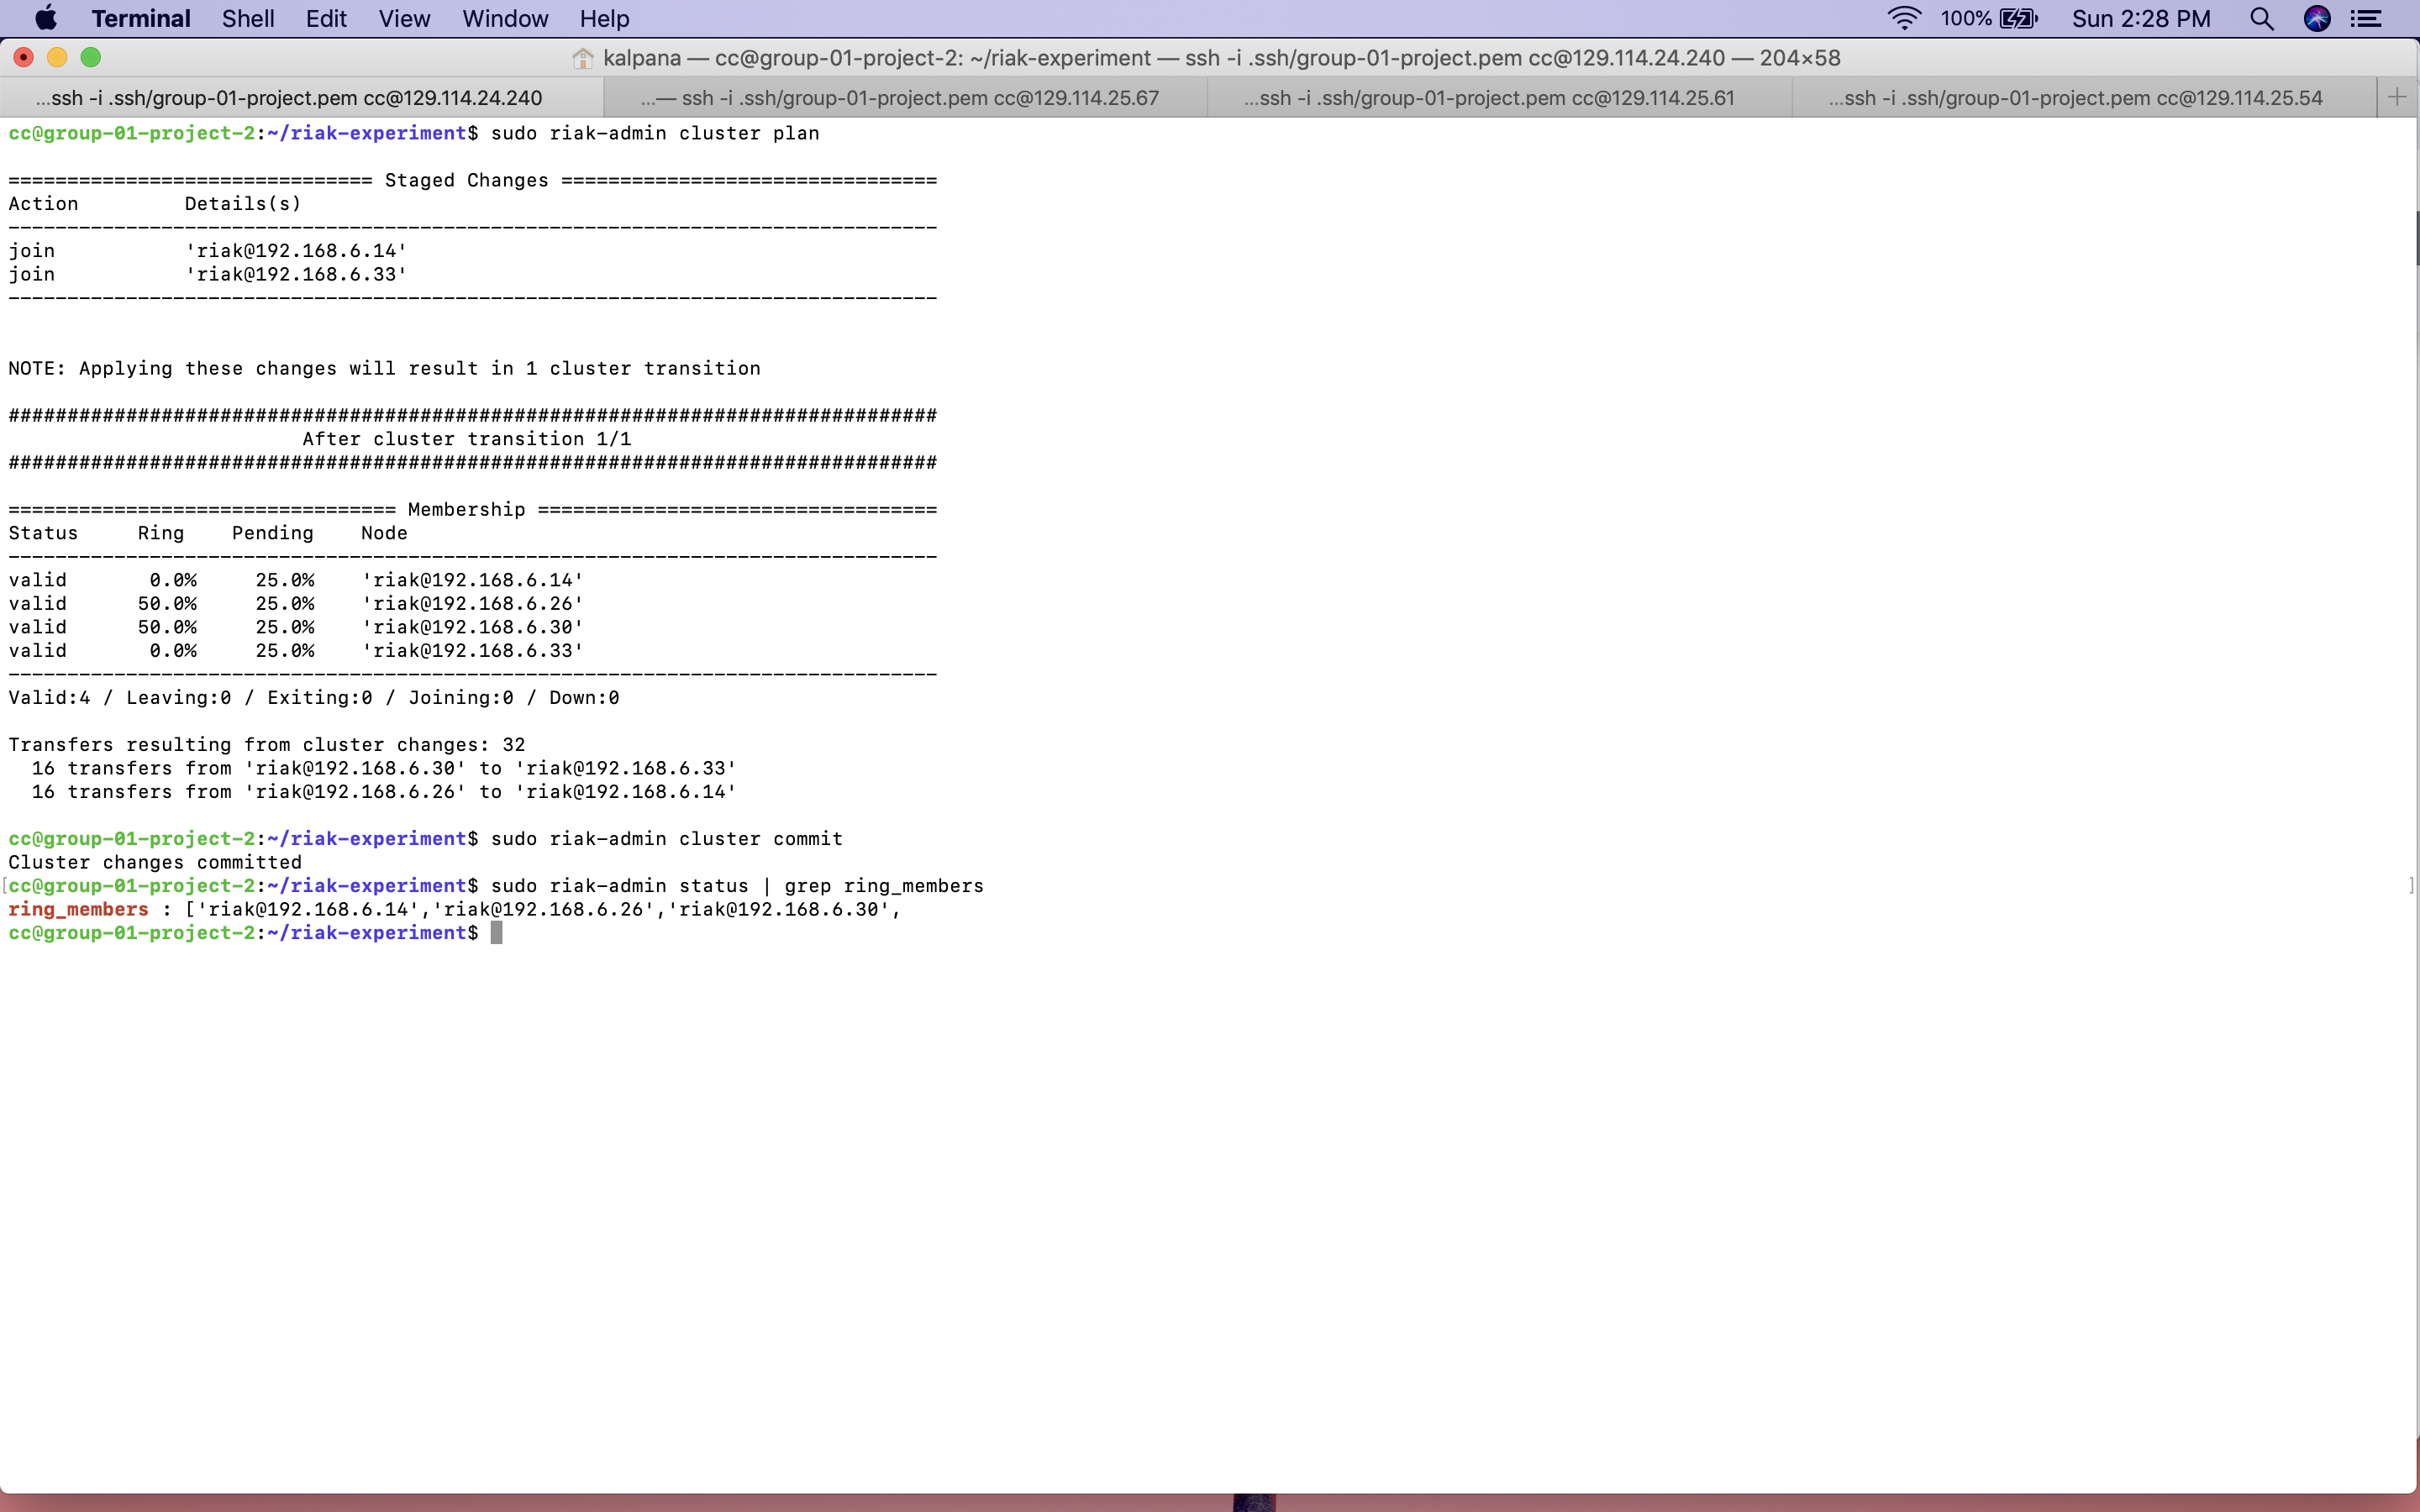 Terminal Shell Edit View Window Help 100% Sun 2:28 PM
kalpana — cc@group-01-project-2: ~/riak-experiment — ssh -i .ssh/group-01-project.pem cc@129.114.24.240 — 204×58
...ssh -i .ssh/group-01-project.pem cc@129.114.24.240 ...— ssh -i .ssh/group-01-project.pem cc@129.114.25.67 ...ssh -i .ssh/group-01-project.pem cc@129.114.25.61 ...ssh -i .ssh/group-01-project.pem cc@129.114.25.54 +
cc@group-01-project-2:~/riak-experiment$ sudo riak-admin cluster plan
=============================== Staged Changes ================================
Action         Details(s)
-------------------------------------------------------------------------------
join           'riak@192.168.6.14'
join           'riak@192.168.6.33'
-------------------------------------------------------------------------------
NOTE: Applying these changes will result in 1 cluster transition
###############################################################################
                         After cluster transition 1/1
###############################################################################
================================= Membership ==================================
Status     Ring    Pending    Node
-------------------------------------------------------------------------------
valid       0.0%     25.0%    'riak@192.168.6.14'
valid      50.0%     25.0%    'riak@192.168.6.26'
valid      50.0%     25.0%    'riak@192.168.6.30'
valid       0.0%     25.0%    'riak@192.168.6.33'
-------------------------------------------------------------------------------
Valid:4 / Leaving:0 / Exiting:0 / Joining:0 / Down:0
Transfers resulting from cluster changes: 32
  16 transfers from 'riak@192.168.6.30' to 'riak@192.168.6.33'
  16 transfers from 'riak@192.168.6.26' to 'riak@192.168.6.14'
cc@group-01-project-2:~/riak-experiment$ sudo riak-admin cluster commit
Cluster changes committed
[cc@group-01-project-2:~/riak-experiment$ sudo riak-admin status | grep ring_members ]
ring_members : ['riak@192.168.6.14','riak@192.168.6.26','riak@192.168.6.30',
cc@group-01-project-2:~/riak-experiment$